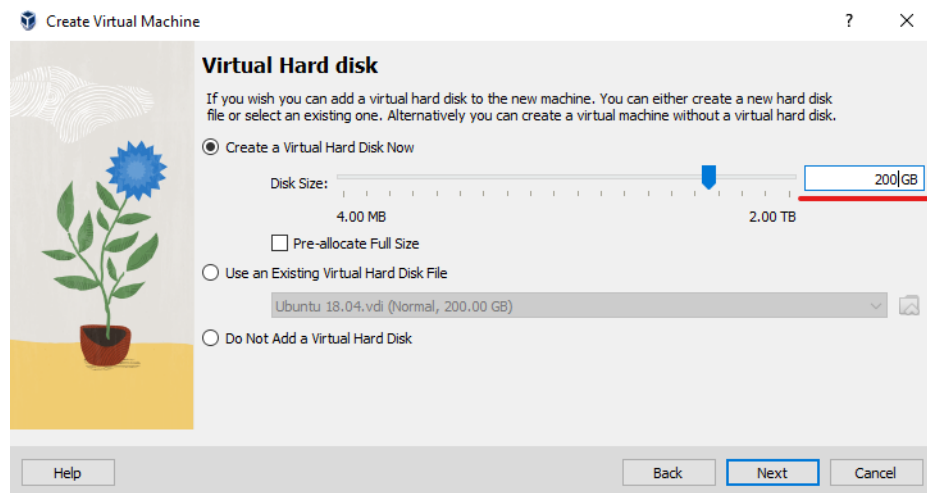 Create Virtual Machine
?
Virtual Hard disk
If you wish you can add a virtual hard disk to the new machine. You can either create a new hard disk
file or select an existing one. Alternatively you can create a virtual machine without a virtual hard disk.
Create a Virtual Hard Disk Now
Disk Size:
200 GB
4.00 MB
2.00 TB
Pre-allocate Full Size
Use an Existing Virtual Hard Disk File
Ubuntu 18.04.vdi (Normal, 200.00 GB)
Do Not Add a Virtual Hard Disk
Help
Back
Next
Cancel